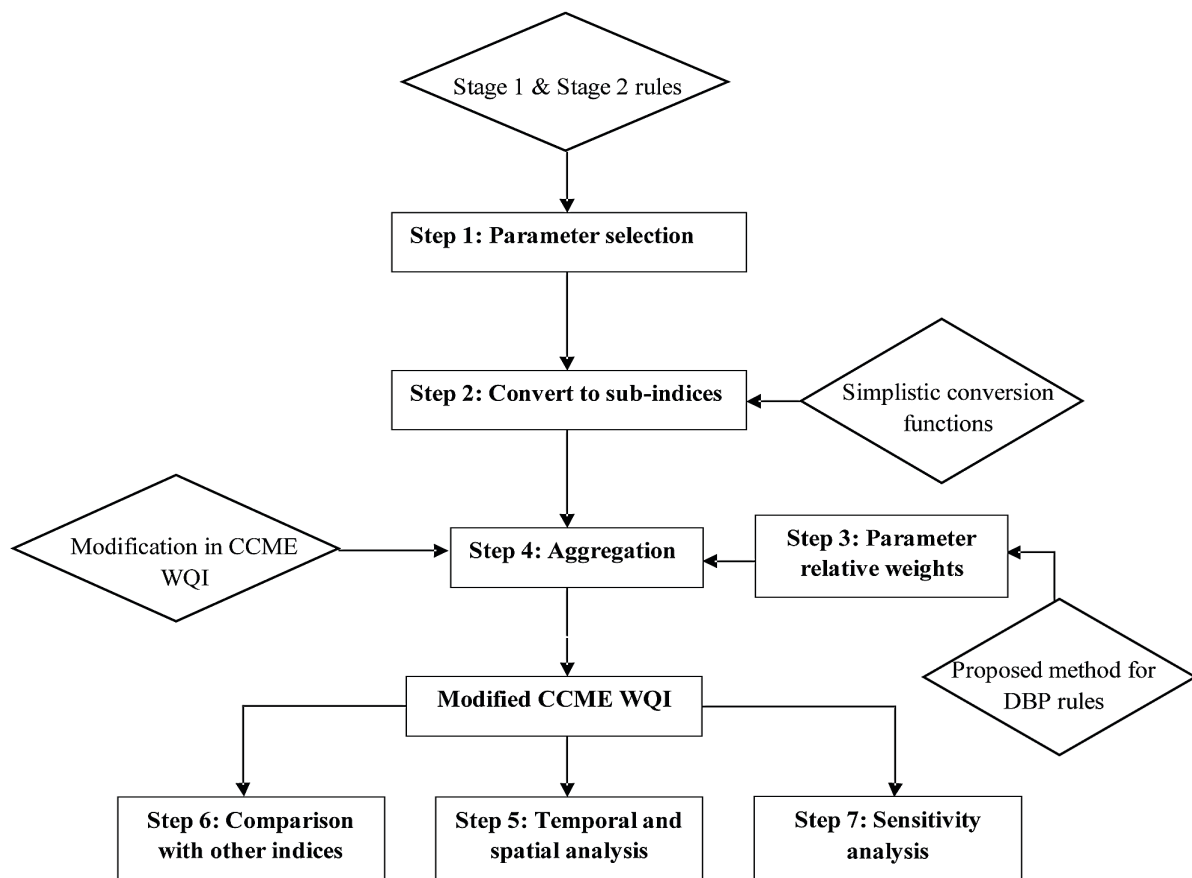 Stage 1 & Stage 2 rules
Step 1: Parameter selection
Step 2: Convert to sub-indices
Simplistic conversion
functions
Modification in CCME
WQI
Step 4: Aggregation
Step 3: Parameter
relative weights
Proposed method for
DBP rules
Modified CCME WQI
Step 6: Comparison
with other indices
Step 5: Temporal and
spatial analysis
Step 7: Sensitivity
analysis